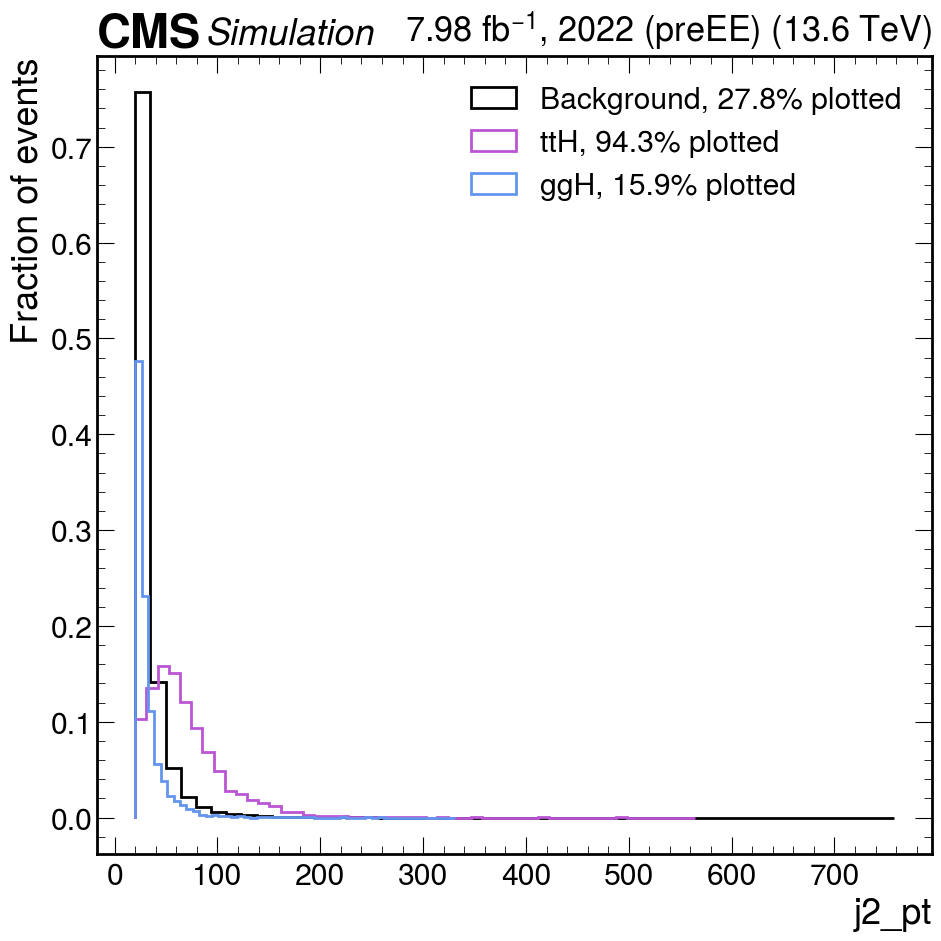 CMS Simulation 7.98 fb⁻¹, 2022 (preEE) (13.6 TeV)
Fraction of events
Background, 27.8% plotted
ttH, 94.3% plotted
ggH, 15.9% plotted
0.7
0.6
0.5
0.4
0.3
0.2
0.1
0.0
0 100 200 300 400 500 600 700
j2_pt